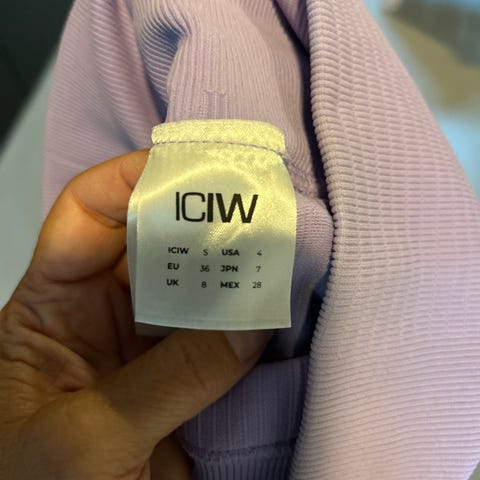 ICIW
ICIW S USA 4
EU 36 JPN 7
UK 8 MEX 28